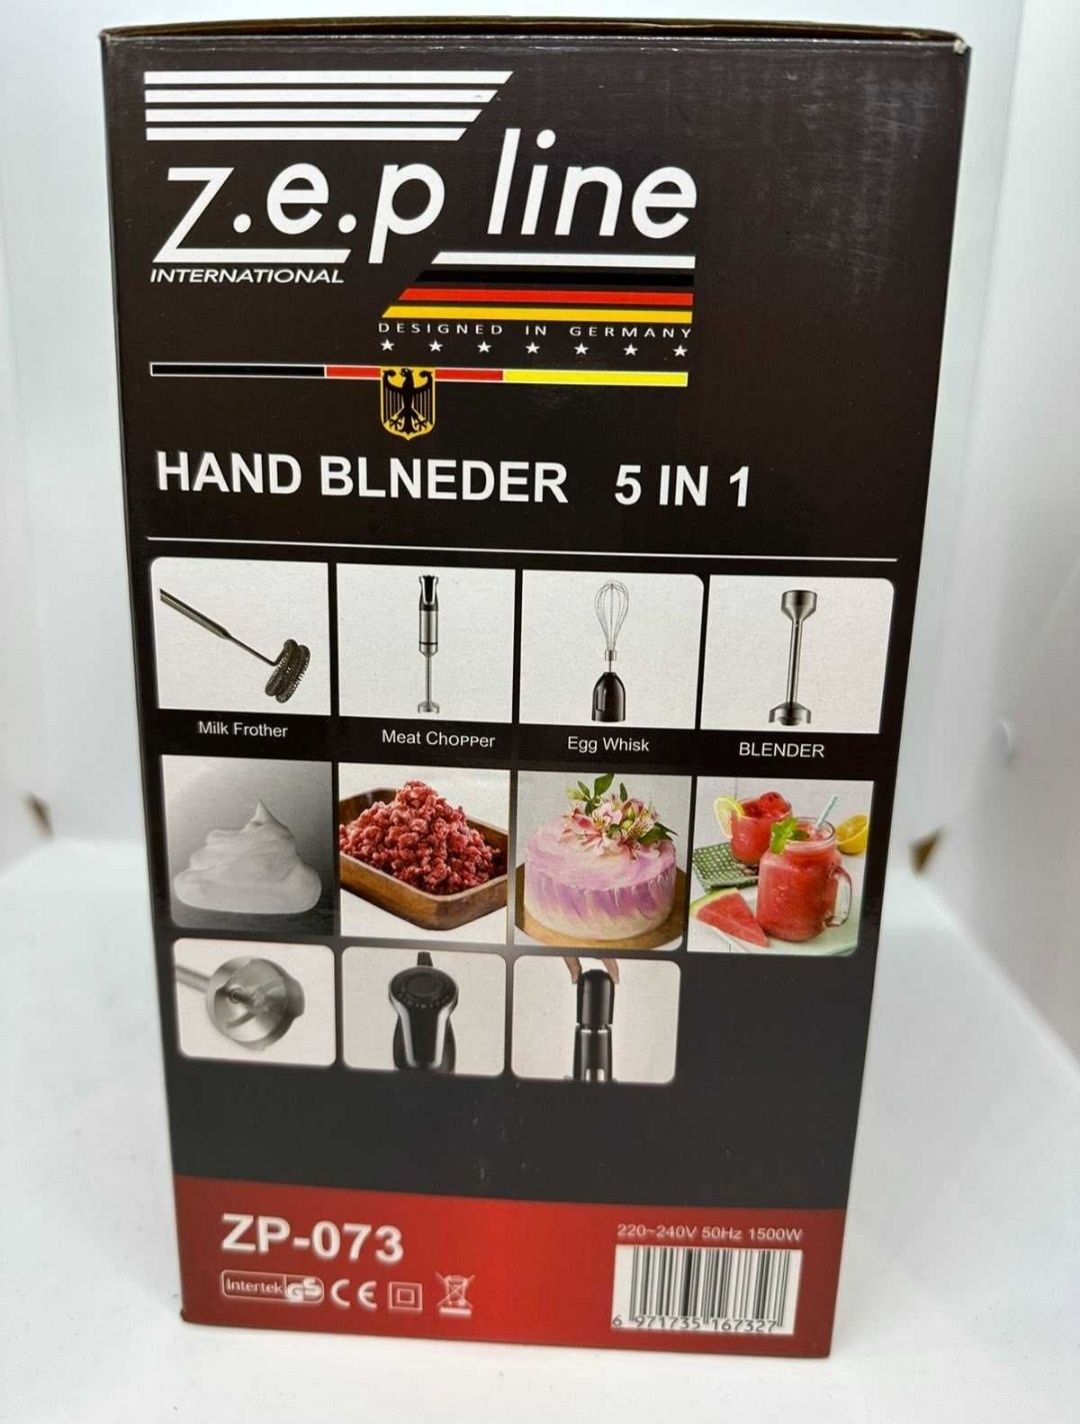 z.e.p line
INTERNATIONAL
DESIGNED IN GERMANY
HAND BLNEDER 5 IN 1
Milk Frother
Meat Chopper
Egg Whisk
BLENDER
ZP-073
220~240V 50Hz 1500W
Intertek GS CE
6 971735 167327